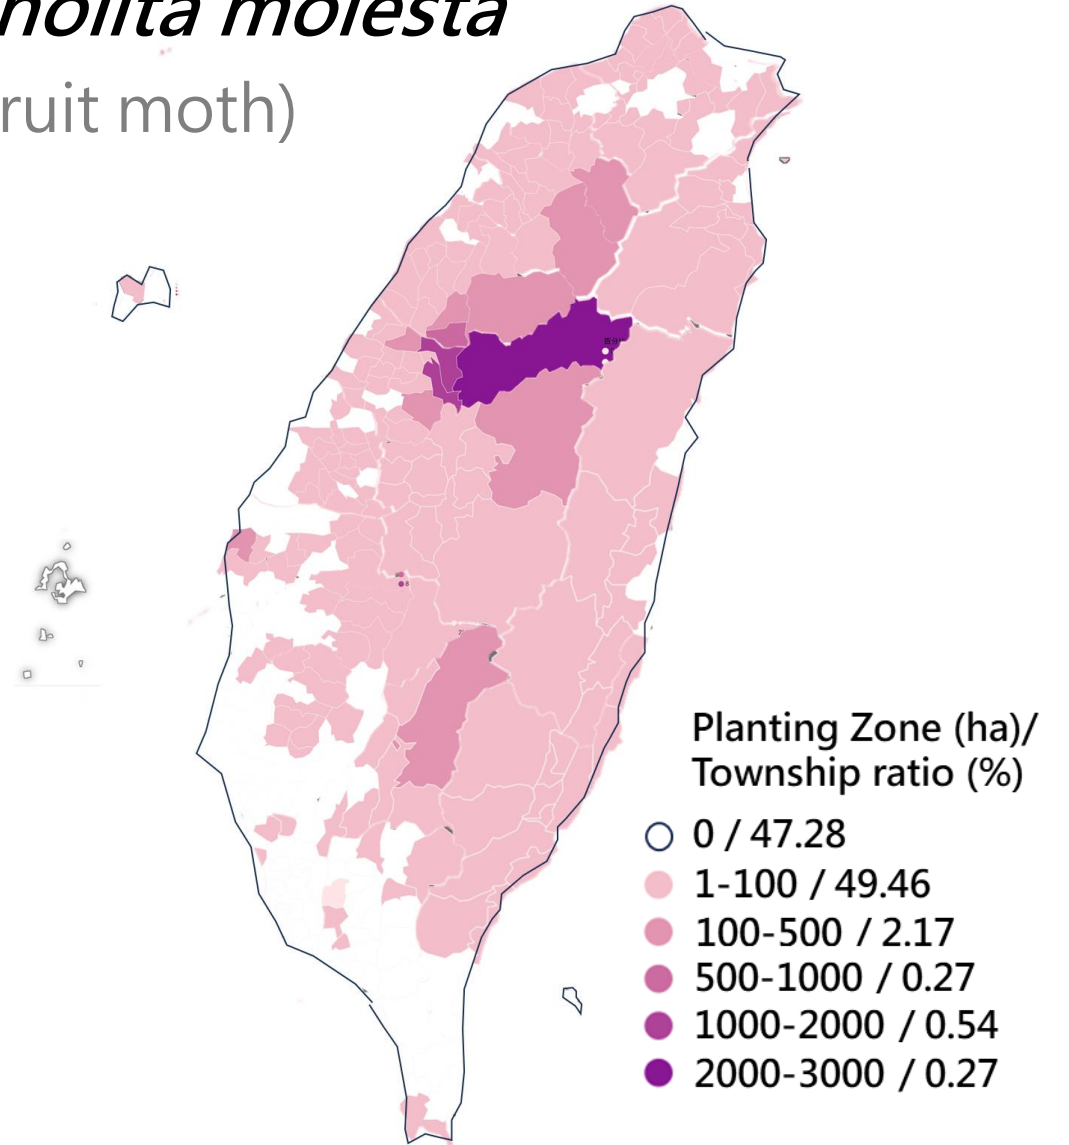 nolita molesta
ruit moth)
Planting Zone (ha)/
Township ratio (%)
0 / 47.28
1-100 / 49.46
100-500 / 2.17
500-1000 / 0.27
1000-2000 / 0.54
2000-3000 / 0.27